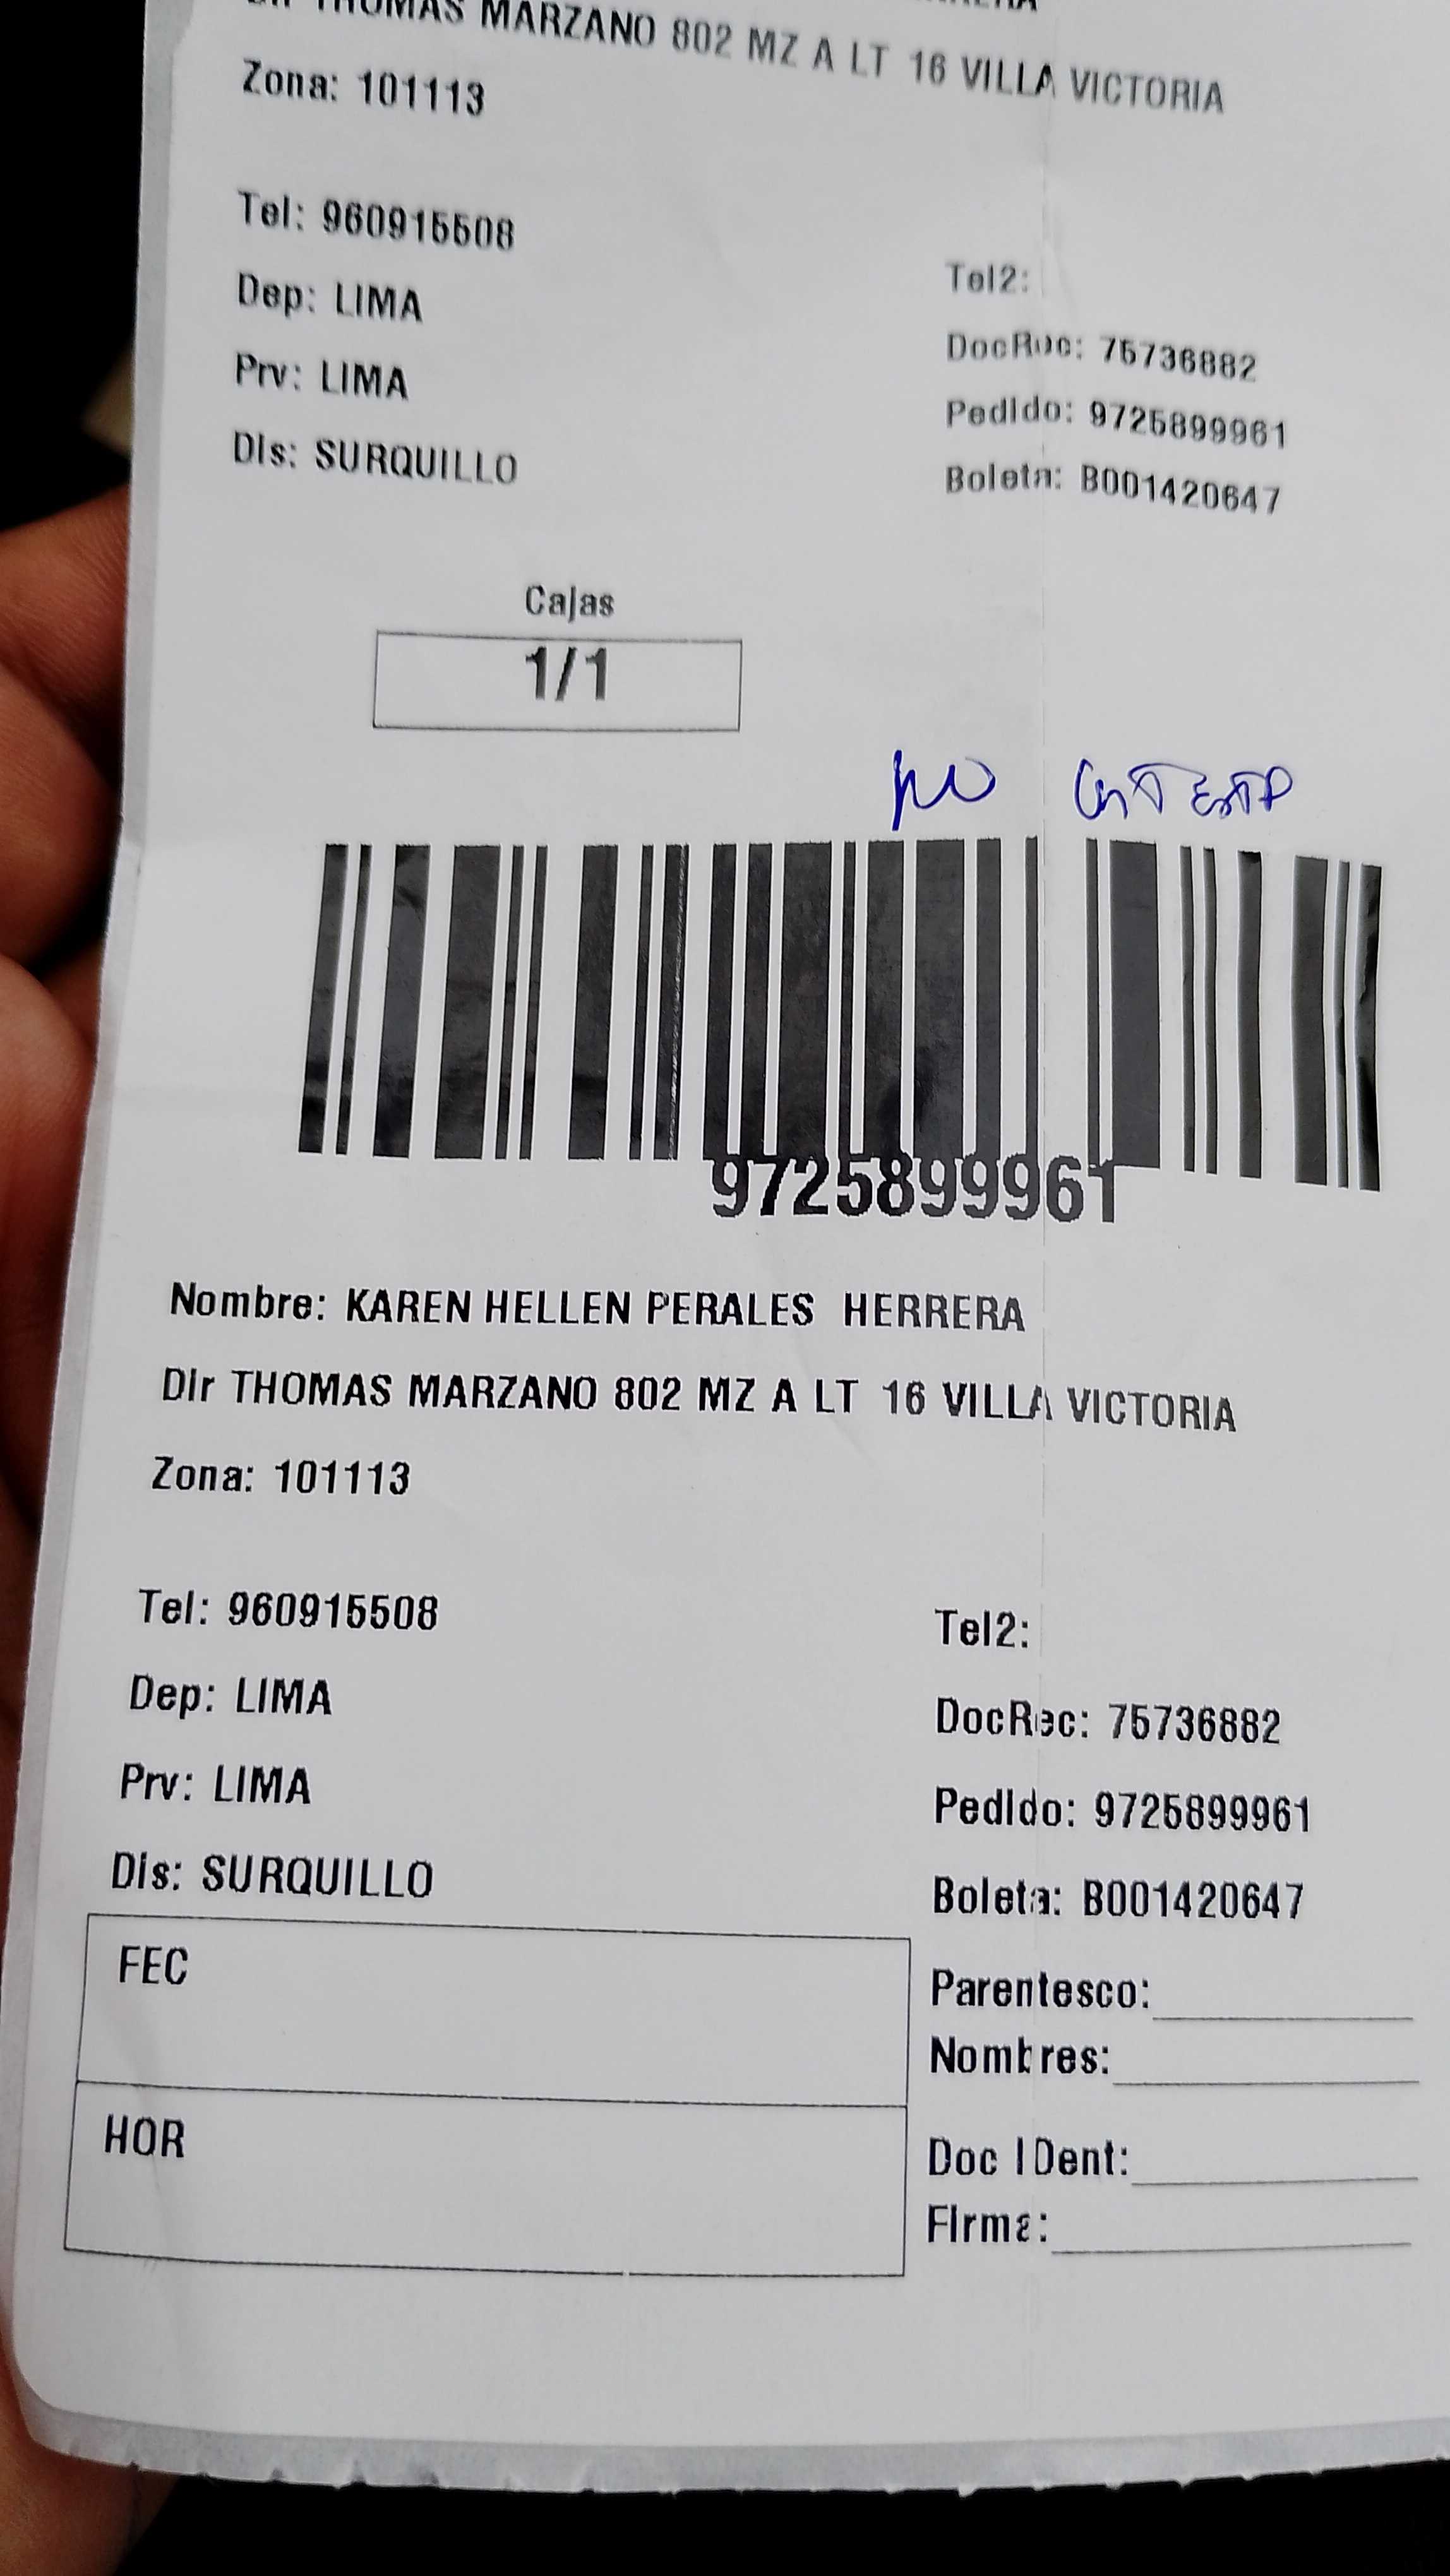 THOMAS MARZANO 802 MZ A LT 16 VILLA VICTORIA
Zona: 101113
Tel: 960915508
Dep: LIMA
Prv: LIMA
Dis: SURQUILLO
Tel2:
DocRec: 75736882
Pedido: 9725899961
Boleta: B001420647
Cajas
1/1
NO CONTESTA
9725899961
Nombre: KAREN HELLEN PERALES HERRERA
Dir THOMAS MARZANO 802 MZ A LT 16 VILLA VICTORIA
Zona: 101113
Tel: 960915508
Dep: LIMA
Prv: LIMA
Dis: SURQUILLO
Tel2:
DocRec: 75736882
Pedido: 9725899961
Boleta: B001420647
FEC
HOR
Parentesco:
Nombres:
Doc IDent:
Firma: